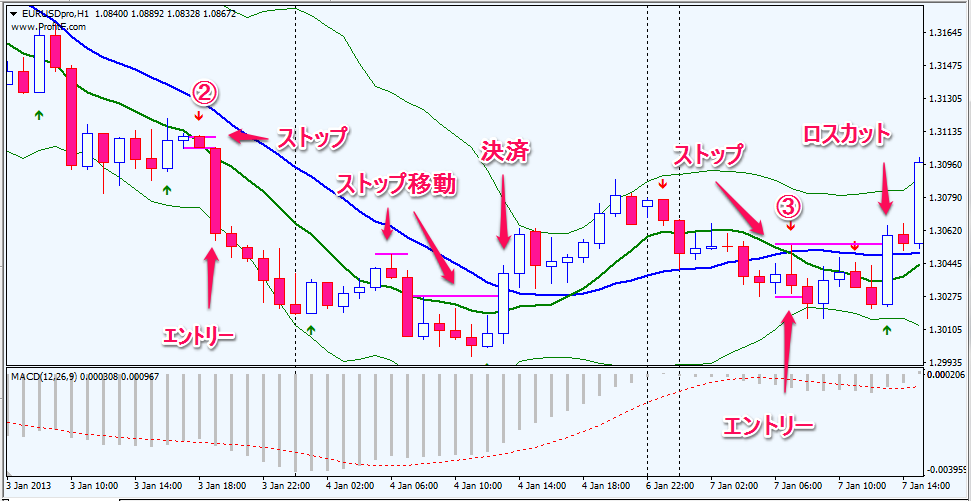 EURUSDpro,H1 1.08400 1.08892 1.08328 1.08672
www.ProfitF.com
1.31645
1.31475
1.31305
1.31135
1.30960
1.30790
1.30620
1.30445
1.30275
1.30105
1.29935
②
ストップ
ストップ移動
決済
ストップ
ロスカット
③
エントリー
エントリー
MACD(12,26,9) 0.000308 0.000967
0.000206
-0.003955
3 Jan 2013
3 Jan 10:00
3 Jan 14:00
3 Jan 18:00
3 Jan 22:00
4 Jan 02:00
4 Jan 06:00
4 Jan 10:00
4 Jan 14:00
4 Jan 18:00
6 Jan 22:00
7 Jan 02:00
7 Jan 06:00
7 Jan 10:00
7 Jan 14:00